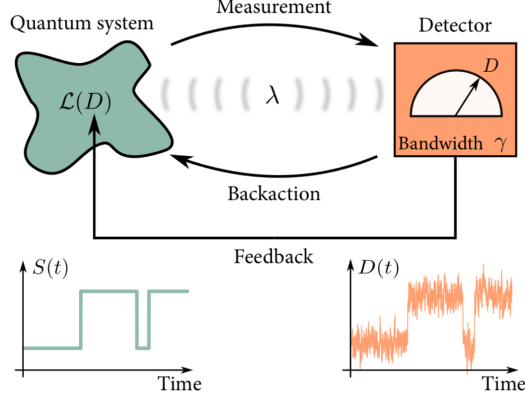 Measurement
Quantum system
Detector
D
ℒ(D)
λ
Bandwidth γ
Backaction
Feedback
S(t)
D(t)
Time
Time